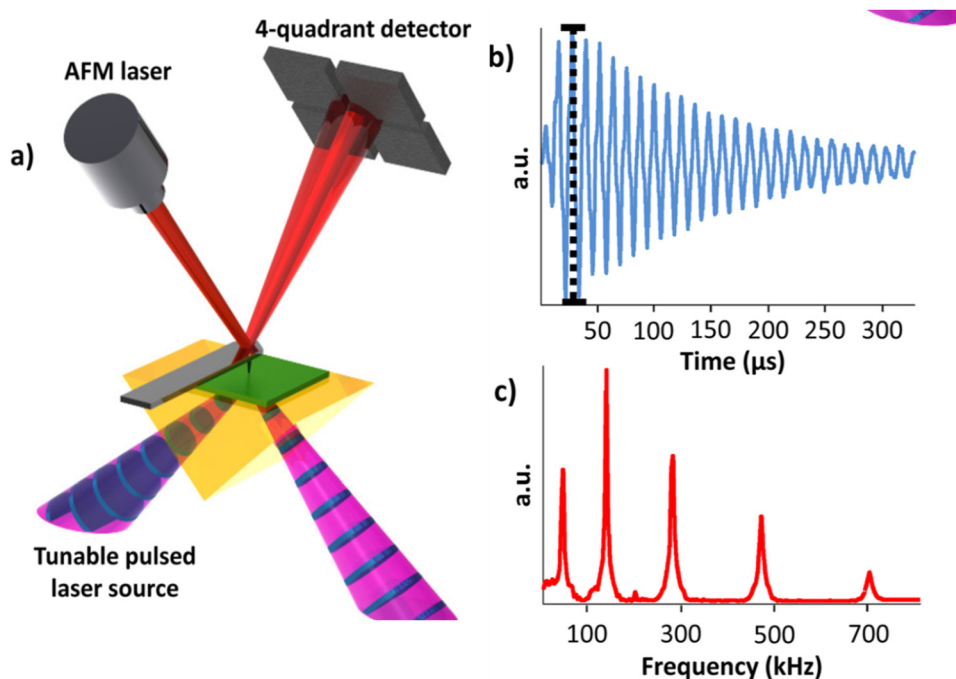 a)
AFM laser
4-quadrant detector
Tunable pulsed
laser source
b)
a.u.
50 100 150 200 250 300
Time (µs)
c)
a.u.
100 300 500 700
Frequency (kHz)